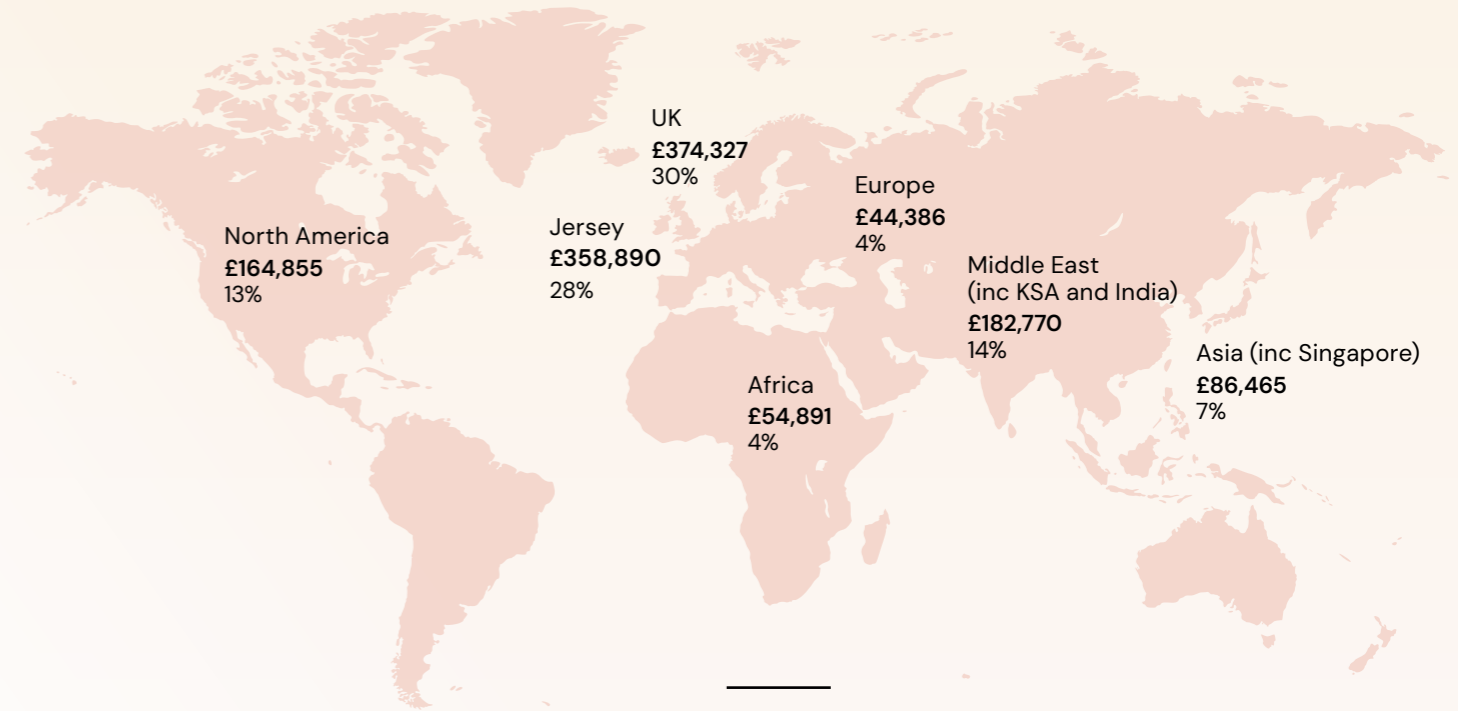 UK
£374,327
30%
Europe
£44,386
4%
Jersey
£358,890
28%
North America
£164,855
13%
Middle East
(inc KSA and India)
£182,770
14%
Asia (inc Singapore)
£86,465
7%
Africa
£54,891
4%